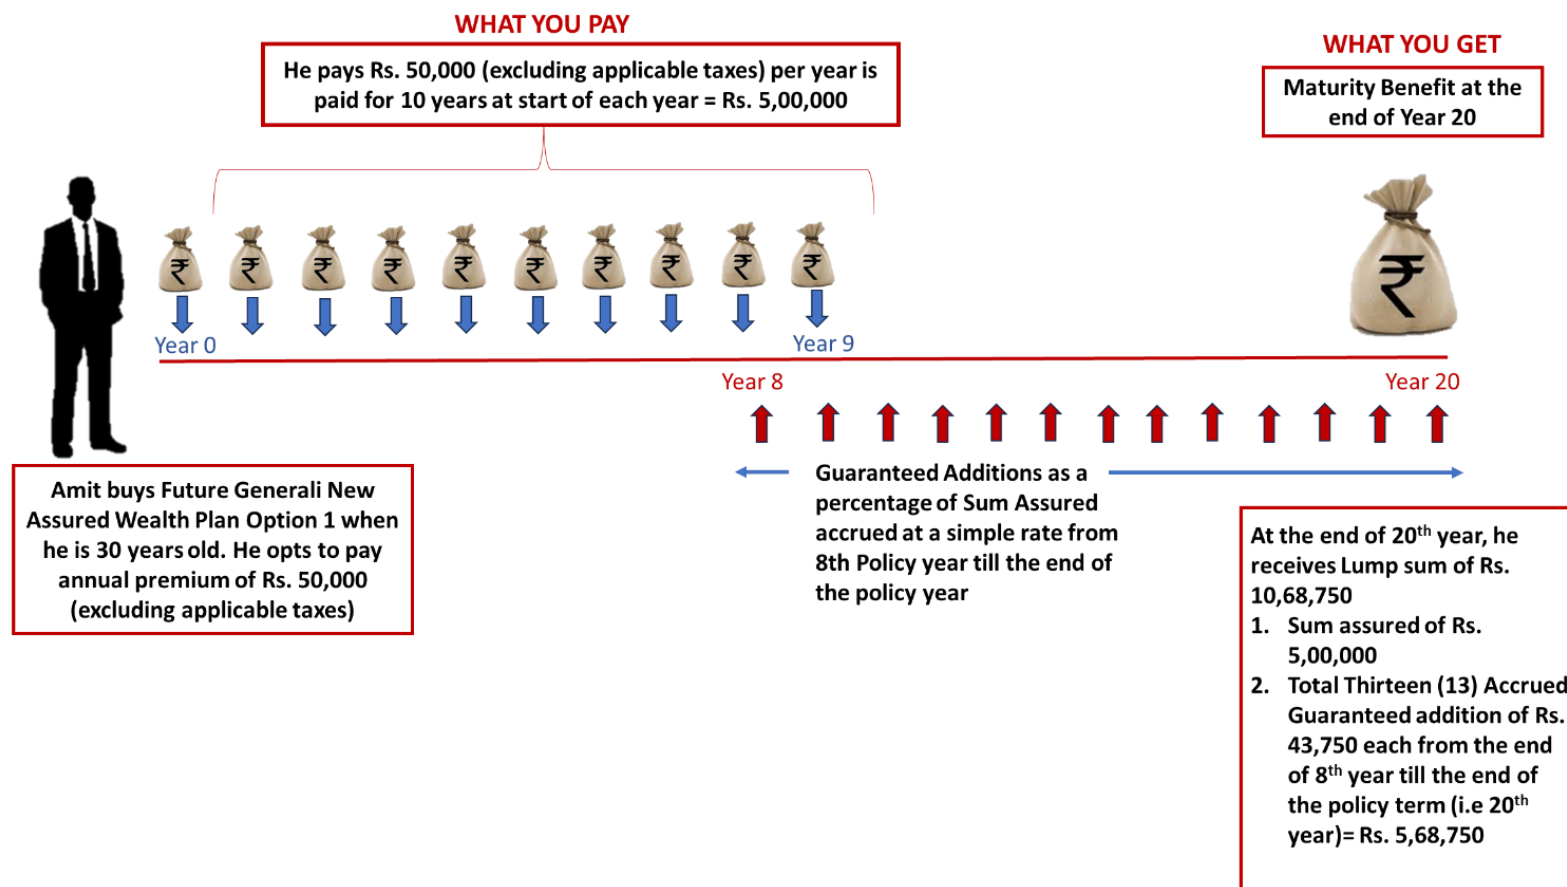 WHAT YOU PAY
He pays Rs. 50,000 (excluding applicable taxes) per year is
paid for 10 years at start of each year = Rs. 5,00,000
WHAT YOU GET
Maturity Benefit at the
end of Year 20
₹ ₹ ₹ ₹ ₹ ₹ ₹ ₹ ₹ ₹
₹
Year 0
Year 9
Year 8
Year 20
Amit buys Future Generali New
Assured Wealth Plan Option 1 when
he is 30 years old. He opts to pay
annual premium of Rs. 50,000
(excluding applicable taxes)
Guaranteed Additions as a
percentage of Sum Assured
accrued at a simple rate from
8th Policy year till the end of
the policy year
At the end of 20th year, he
receives Lump sum of Rs.
10,68,750
1. Sum assured of Rs.
5,00,000
2. Total Thirteen (13) Accrued
Guaranteed addition of Rs.
43,750 each from the end
of 8th year till the end of
the policy term (i.e 20th
year)= Rs. 5,68,750